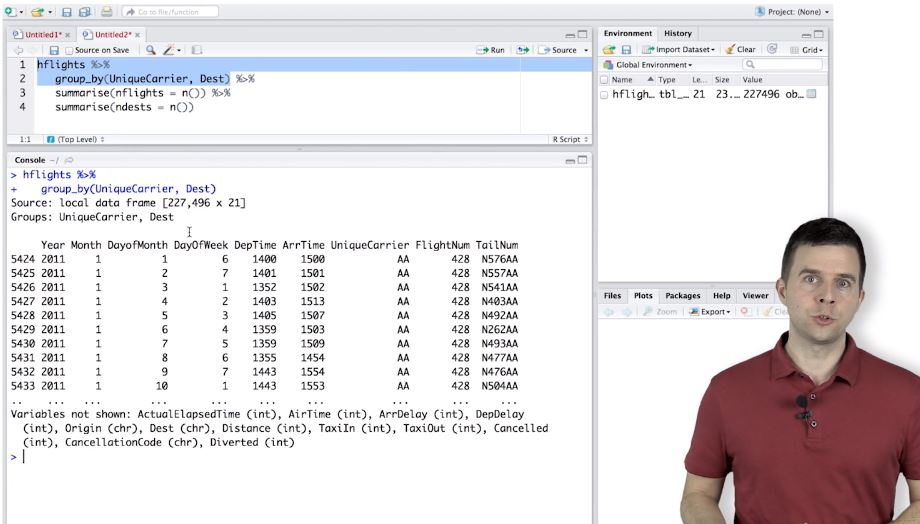 Go to file/function
Project: (None)
Untitled1*
Untitled2*
Source on Save
Run
Source
1 hflights %>%
2 group_by(UniqueCarrier, Dest) %>%
3 summarise(nflights = n()) %>%
4 summarise(ndests = n())
1:1 (Top Level) R Script
Console ~/
> hflights %>%
+ group_by(UniqueCarrier, Dest)
Source: local data frame [227,496 x 21]
Groups: UniqueCarrier, Dest
Year Month DayofMonth DayOfWeek DepTime ArrTime UniqueCarrier FlightNum TailNum
5424 2011 1 1 6 1400 1500 AA 428 N576AA
5425 2011 1 2 7 1401 1501 AA 428 N557AA
5426 2011 1 3 1 1352 1502 AA 428 N541AA
5427 2011 1 4 2 1403 1513 AA 428 N403AA
5428 2011 1 5 3 1405 1507 AA 428 N492AA
5429 2011 1 6 4 1359 1503 AA 428 N262AA
5430 2011 1 7 5 1359 1509 AA 428 N493AA
5431 2011 1 8 6 1355 1454 AA 428 N477AA
5432 2011 1 9 7 1443 1554 AA 428 N476AA
5433 2011 1 10 1 1443 1553 AA 428 N504AA
.. ... ... ... ... ... ... ... ... ...
Variables not shown: ActualElapsedTime (int), AirTime (int), ArrDelay (int), DepDelay
(int), Origin (chr), Dest (chr), Distance (int), TaxiIn (int), TaxiOut (int), Cancelled
(int), CancellationCode (chr), Diverted (int)
>
Environment History
Import Dataset Clear Grid
Global Environment
Name Type Le... Size Value
hfligh... tbl_... 21 23.... 227496 ob...
Files Plots Packages Help Viewer
Zoom Export